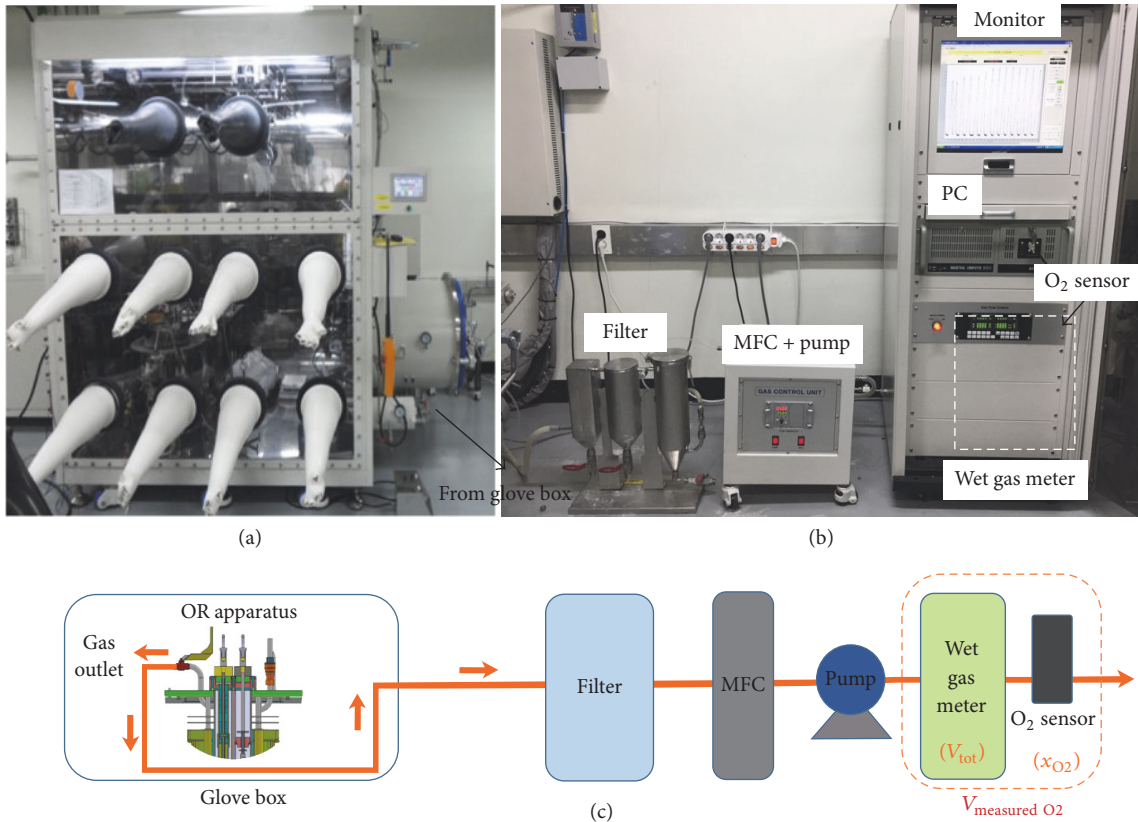 Monitor
PC
O2 sensor
Filter
MFC + pump
GAS CONTROL UNIT
From glove box
Wet gas meter
(a)
(b)
OR apparatus
Gas
outlet
Glove box
Filter
MFC
Pump
Wet
gas
meter
(Vtot)
O2 sensor
(xO2)
Vmeasured O2
(c)